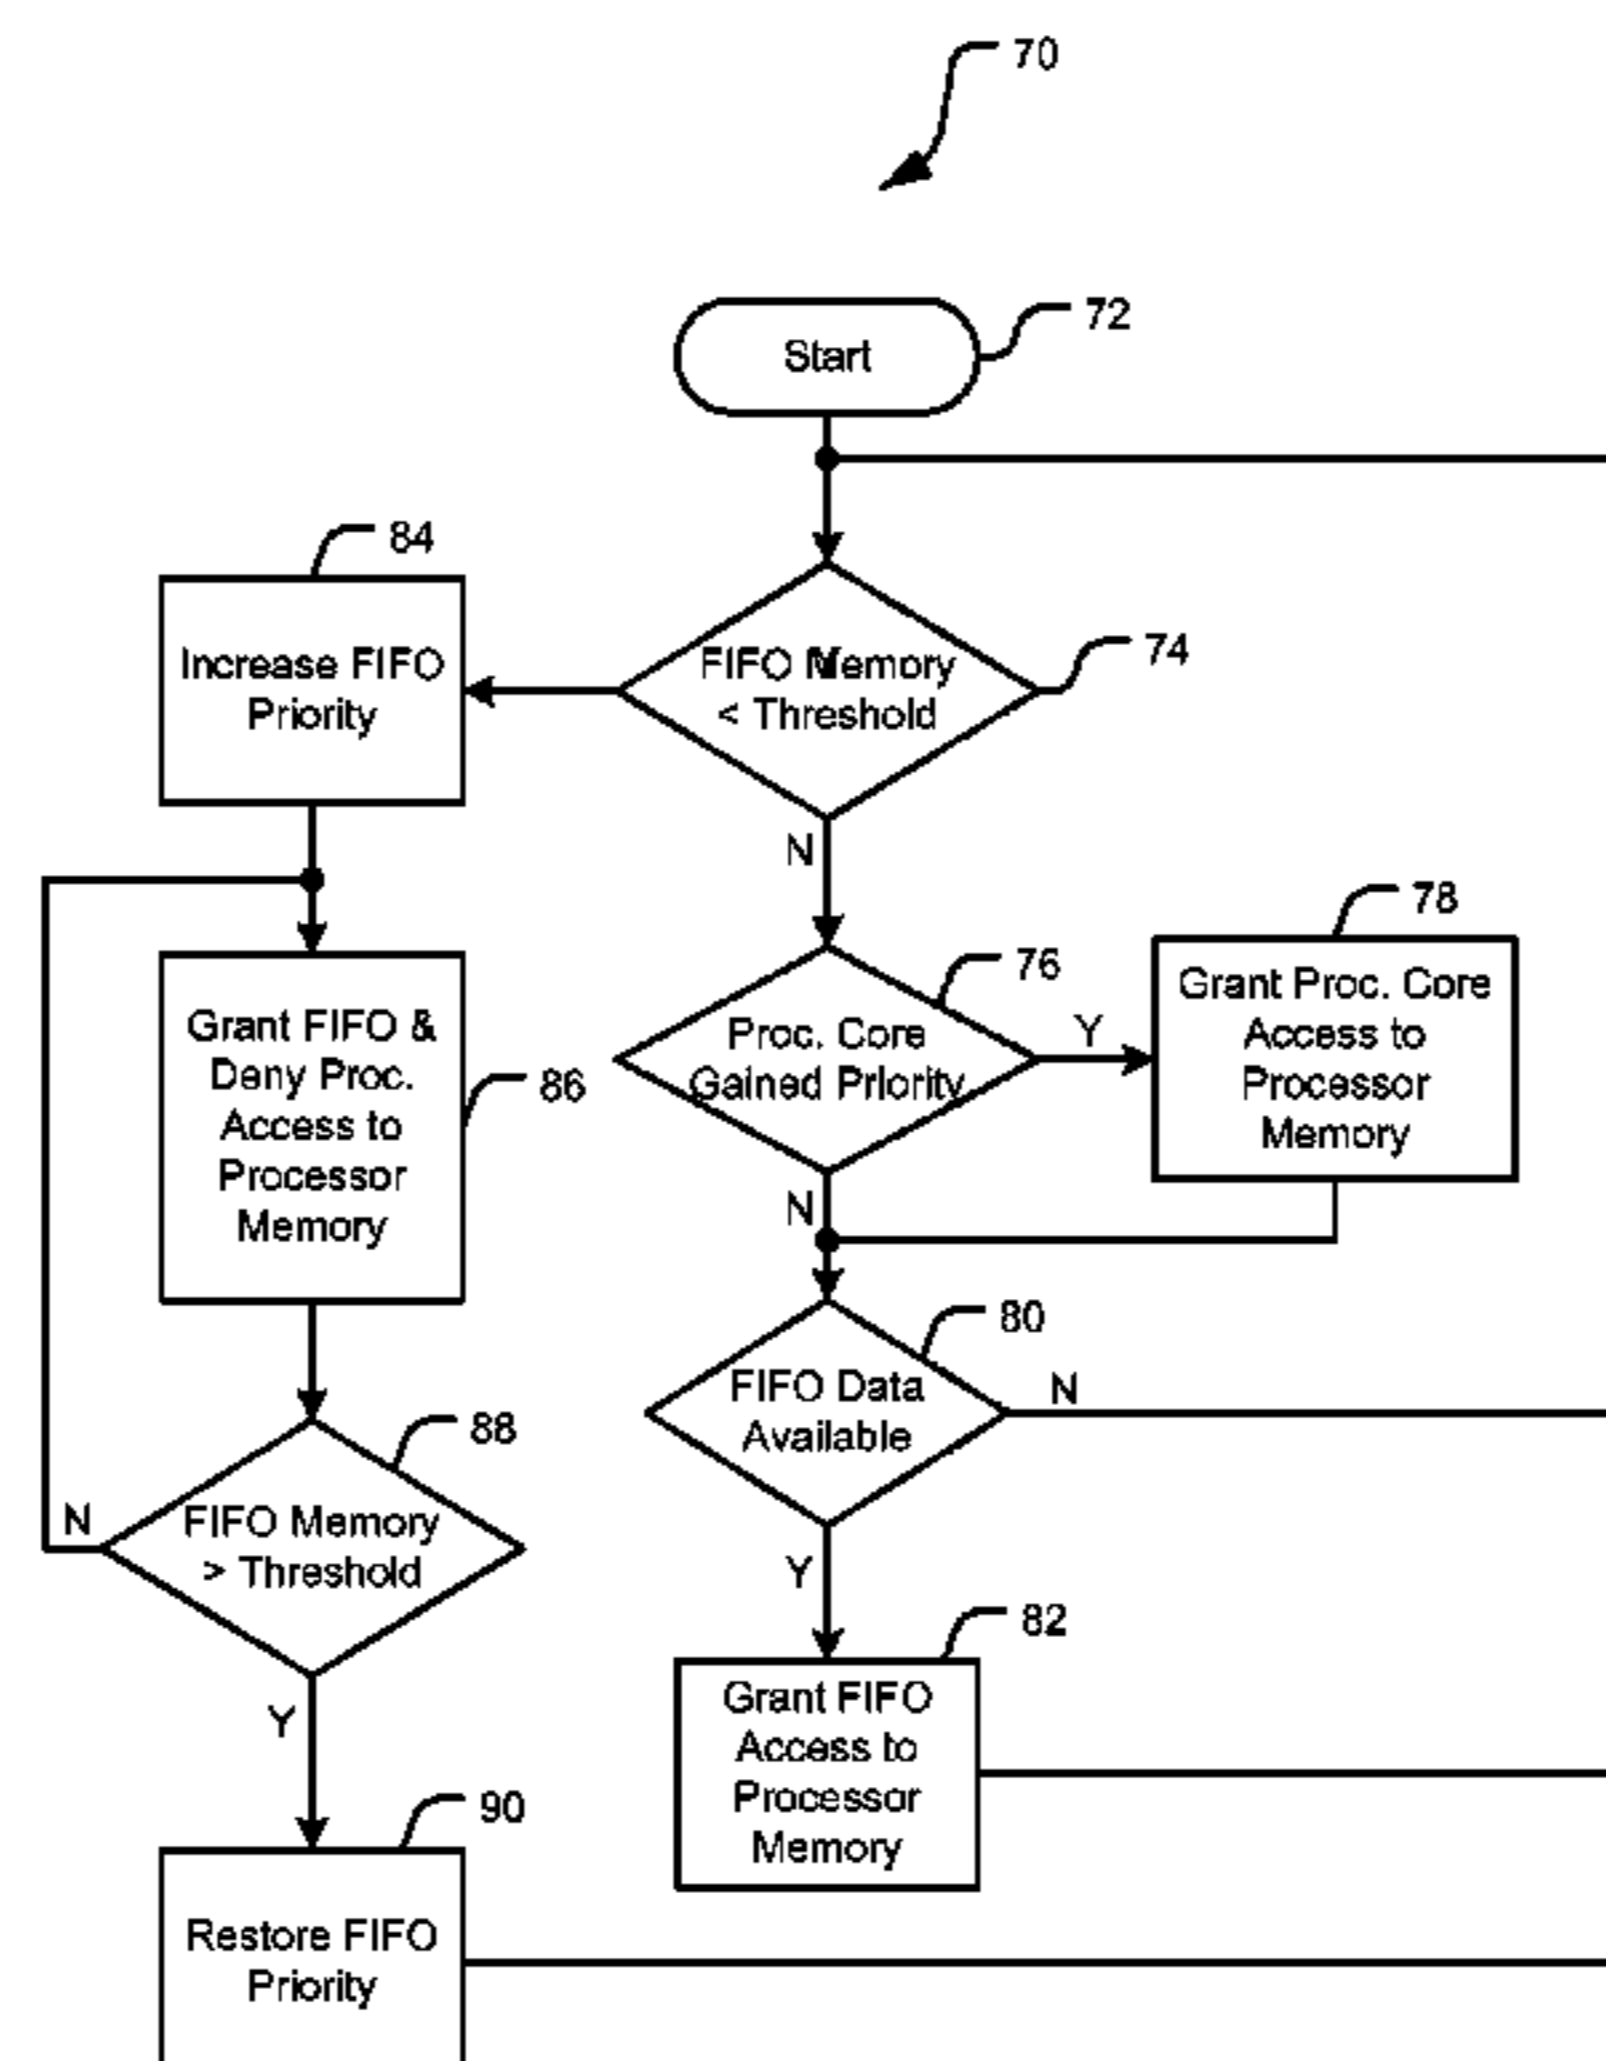 70
Start
72
84
Increase FIFO
Priority
FIFO Memory
< Threshold
74
N
78
76
Grant Proc. Core
Access to
Processor
Memory
Proc. Core
Gained Priority
Y
N
Grant FIFO &
Deny Proc.
Access to
Processor
Memory
86
80
FIFO Data
Available
N
Y
88
FIFO Memory
> Threshold
N
Y
82
Grant FIFO
Access to
Processor
Memory
90
Restore FIFO
Priority